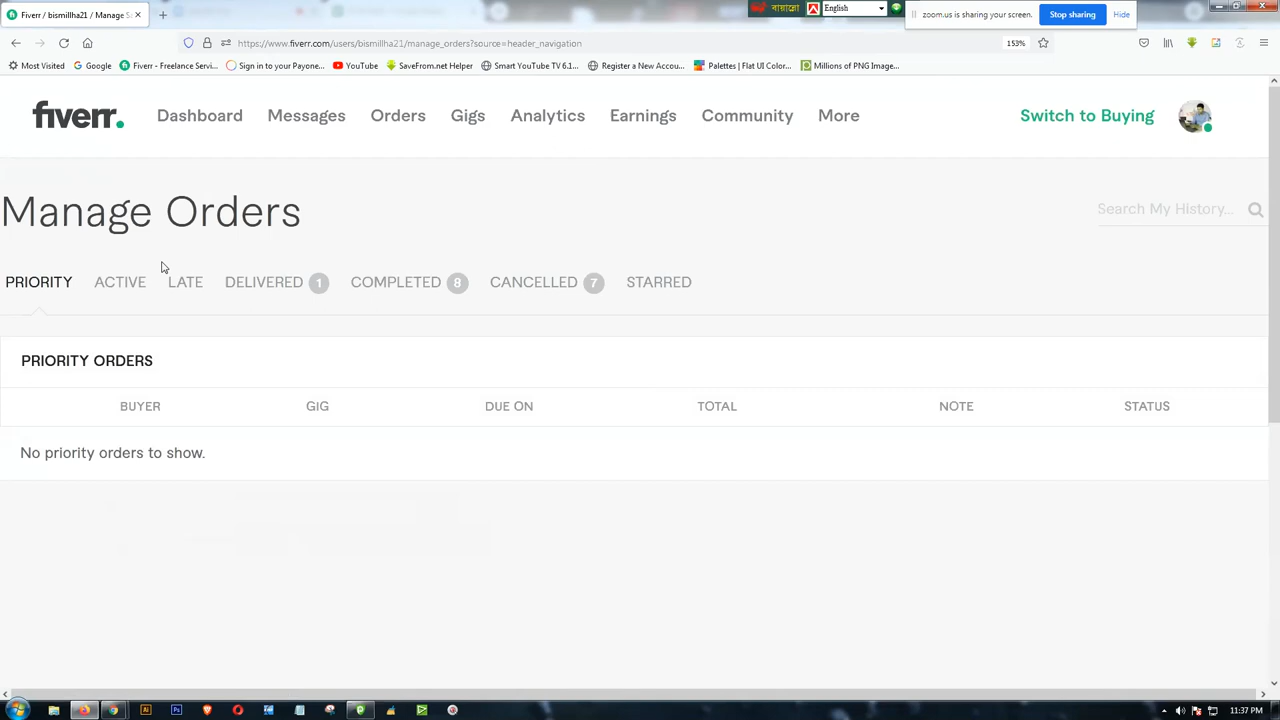 Fiverr / bismillha21 / Manage S
বায়ান্নো
English
zoom.us is sharing your screen.
Stop sharing
Hide
https://www.fiverr.com/users/bismillha21/manage_orders?source=header_navigation
153%
Most Visited
Google
Fiverr - Freelance Servi...
Sign in to your Payone...
YouTube
SaveFrom.net Helper
Smart YouTube TV 6.1...
Register a New Accou...
Palettes | Flat UI Color...
Millions of PNG Image...
fiverr.
Dashboard
Messages
Orders
Gigs
Analytics
Earnings
Community
More
Switch to Buying
Manage Orders
Search My History...
PRIORITY
ACTIVE
LATE
DELIVERED 1
COMPLETED 8
CANCELLED 7
STARRED
PRIORITY ORDERS
BUYER
GIG
DUE ON
TOTAL
NOTE
STATUS
No priority orders to show.
11:37 PM